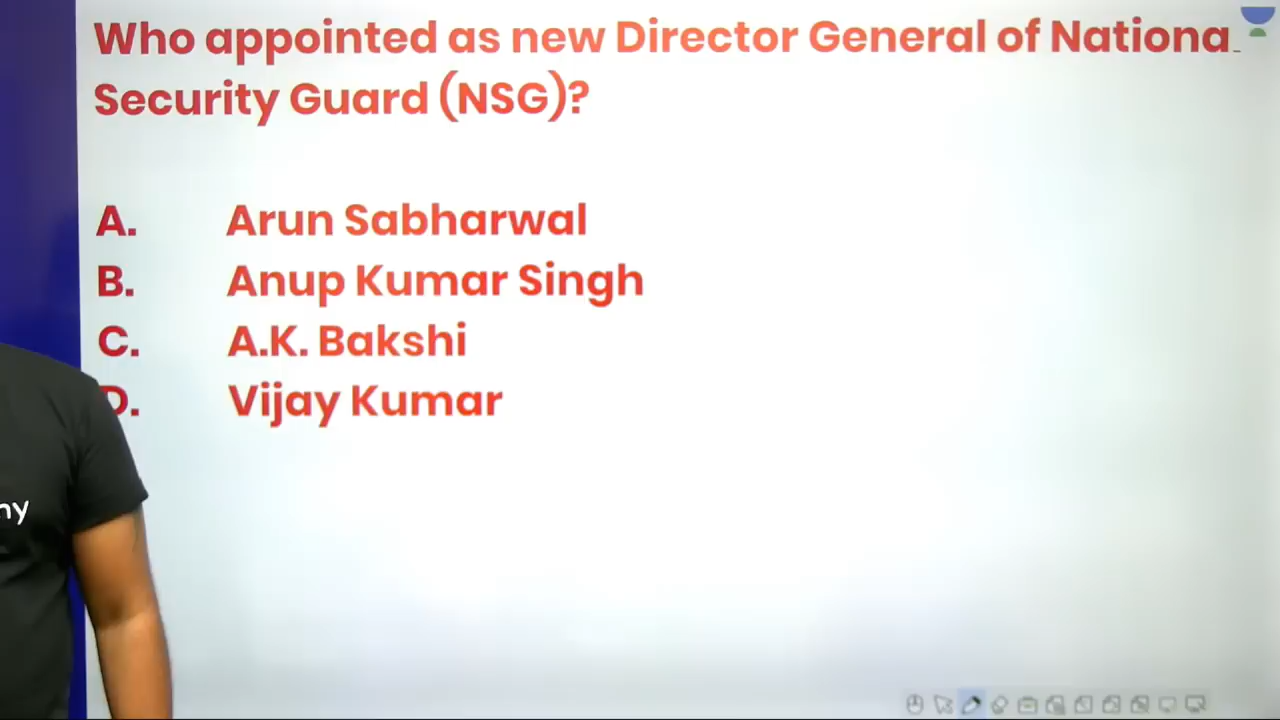 Who appointed as new Director General of Nationa
Security Guard (NSG)?
A. Arun Sabharwal
B. Anup Kumar Singh
C. A.K. Bakshi
D. Vijay Kumar